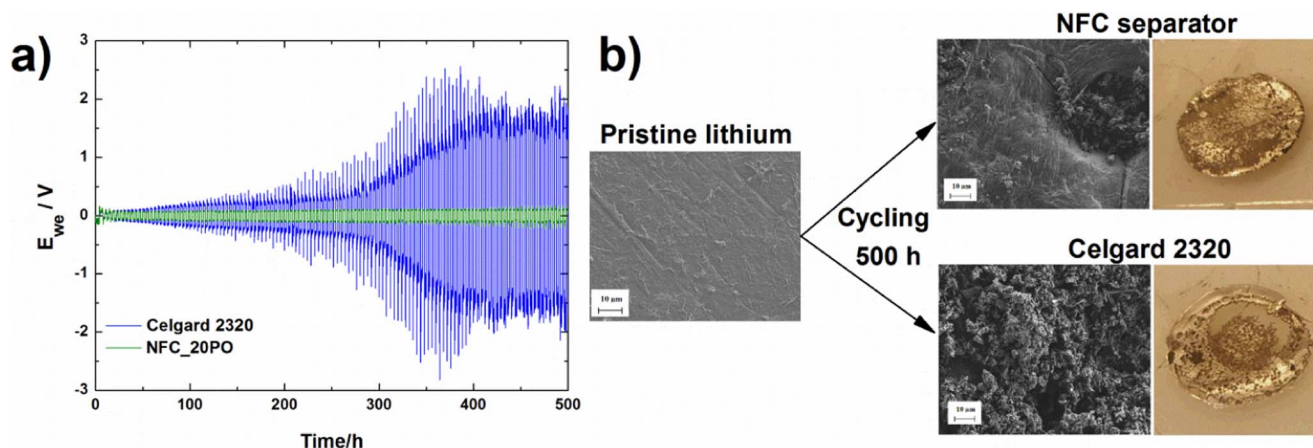 a)
3
2
1
0
-1
-2
-3
E_we / V
Celgard 2320
NFC_20PO
0
100
200
300
400
500
Time/h
b)
Pristine lithium
10 µm
Cycling
500 h
NFC separator
10 µm
Celgard 2320
10 µm